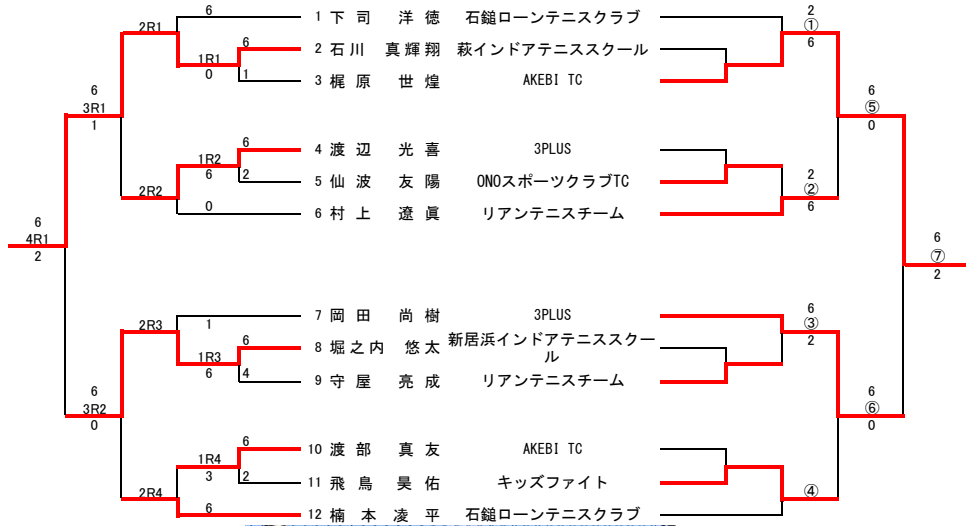 6 1 下司 洋徳 石鎚ローンテニスクラブ 2
2R1 ①
6 2 石川 真輝翔 萩インドアテニススクール 6
1R1
0 1 3 梶原 世煌 AKEBI TC
6 6
3R1 ⑤
1 0
6 4 渡辺 光喜 3PLUS
1R2
6 2 5 仙波 友陽 ONOスポーツクラブTC 2
2R2 ②
0 6 村上 遼眞 リアンテニスチーム 6
6 6
4R1 ⑦
2 2
1 7 岡田 尚樹 3PLUS 6
2R3 ③
6 8 堀之内 悠太 新居浜インドアテニススクール 2
1R3
6 4 9 守屋 亮成 リアンテニスチーム
6 6
3R2 ⑥
0 0
6 10 渡部 真友 AKEBI TC
1R4
3 2 11 飛鳥 昊佑 キッズファイト
2R4 ④
6 12 楠本 凌平 石鎚ローンテニスクラブ